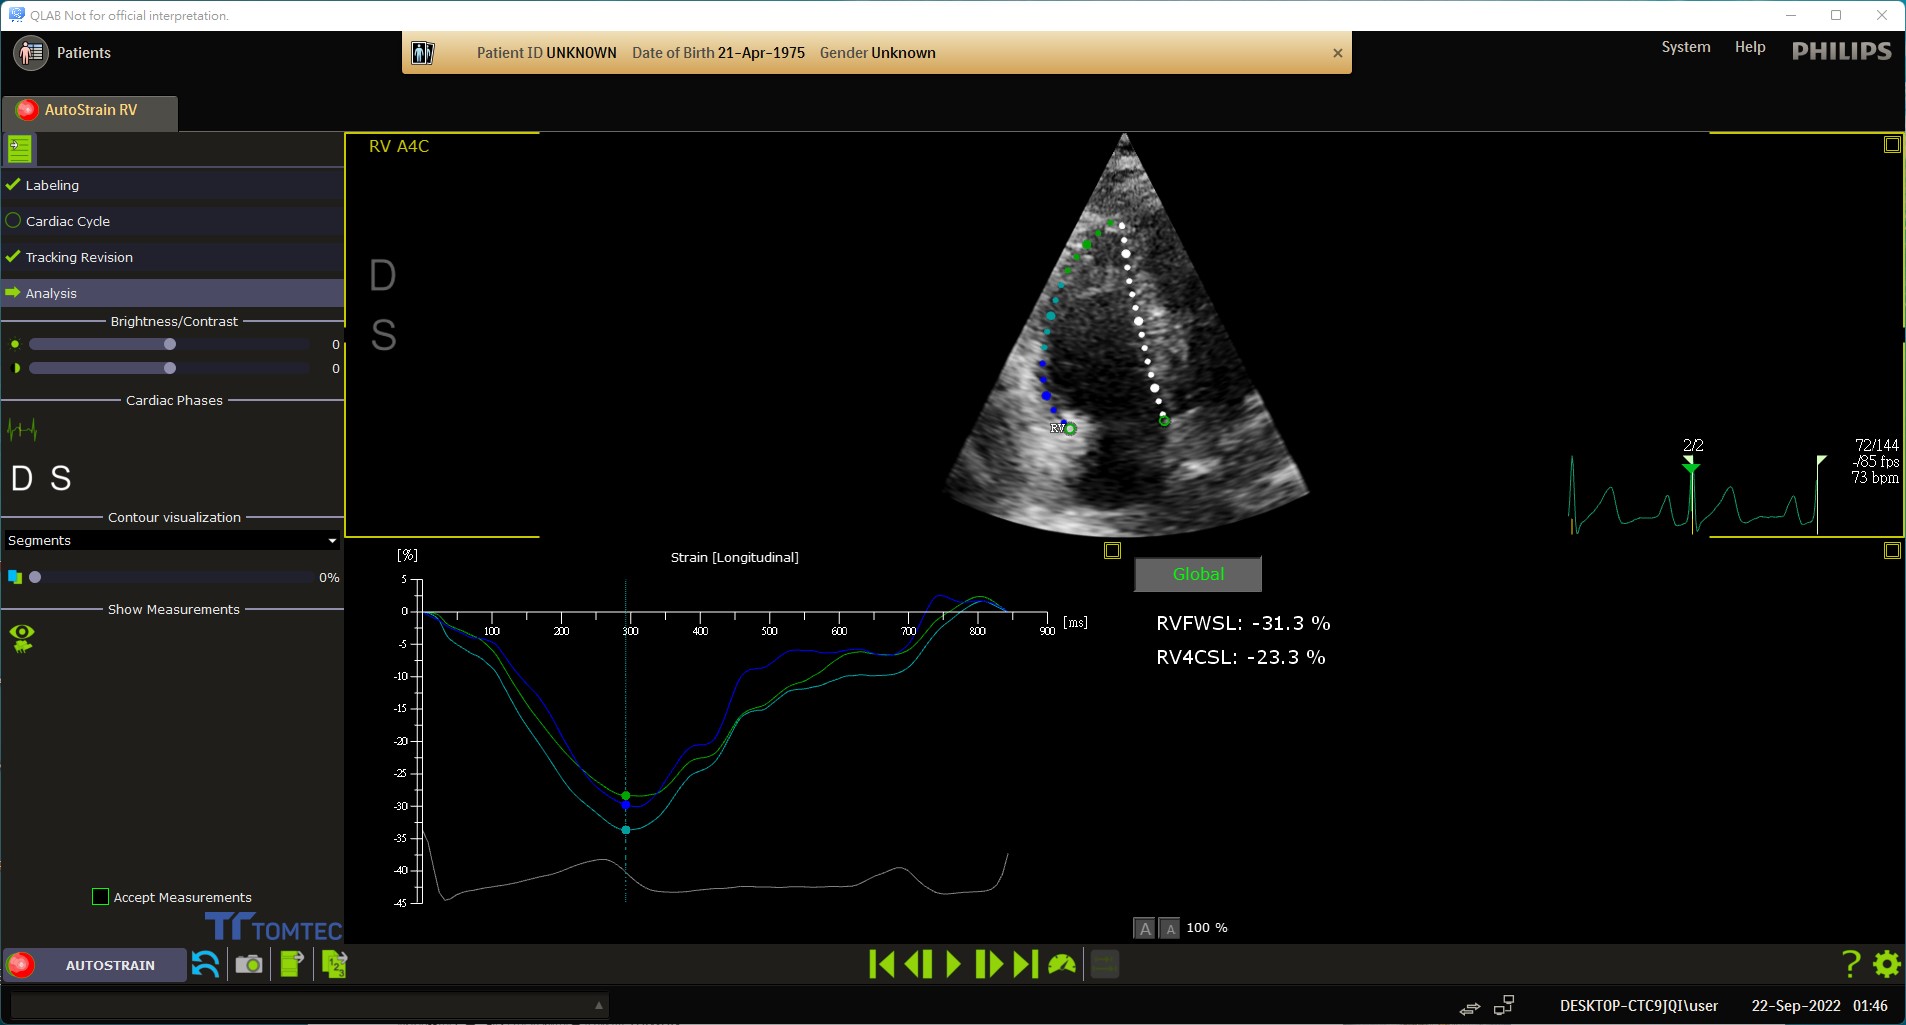 QLAB Not for official interpretation.
Patients
Patient ID UNKNOWN Date of Birth 21-Apr-1975 Gender Unknown
System Help PHILIPS
AutoStrain RV
Labeling
Cardiac Cycle
Tracking Revision
Analysis
Brightness/Contrast
0
0
Cardiac Phases
D S
Contour visualization
Segments
0%
Show Measurements
Accept Measurements
TOMTEC
RV A4C
D
S
RV
2/2
72/144
-/85 fps
73 bpm
[%]
Strain [Longitudinal]
5
0
-5
-10
-15
-20
-25
-30
-35
-40
-45
100 200 300 400 500 600 700 800 900 [ms]
Global
RVFWSL: -31.3 %
RV4CSL: -23.3 %
A A 100 %
AUTOSTRAIN
123
?
DESKTOP-CTC9JQI\user 22-Sep-2022 01:46